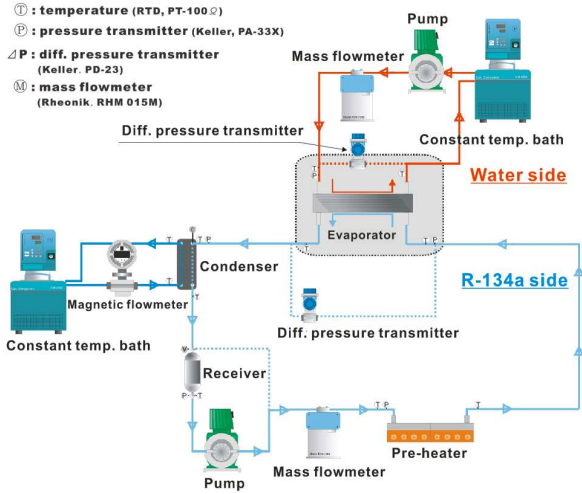 Ⓣ : temperature (RTD, PT-100Ω)
Ⓟ : pressure transmitter (Keller, PA-33X)
⊿P : diff. pressure transmitter
(Keller. PD-23)
Ⓜ : mass flowmeter
(Rheonik. RHM 015M)
Pump
Mass flowmeter
Diff. pressure transmitter
Constant temp. bath
Water side
T
P
T
Evaporator
T
T P
T
T P
T
T
Condenser
R-134a side
Magnetic flowmeter
Constant temp. bath
Diff. pressure transmitter
Receiver
P T
T P
T
Pre-heater
Mass flowmeter
Pump